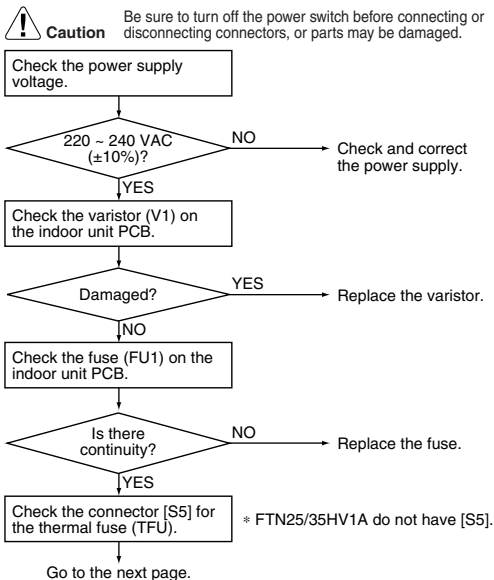 Caution
Be sure to turn off the power switch before connecting or
disconnecting connectors, or parts may be damaged.
Check the power supply
voltage.
220 ~ 240 VAC
(±10%)?
NO
Check and correct
the power supply.
YES
Check the varistor (V1) on
the indoor unit PCB.
Damaged?
YES
Replace the varistor.
NO
Check the fuse (FU1) on the
indoor unit PCB.
Is there
continuity?
NO
Replace the fuse.
YES
Check the connector [S5] for
the thermal fuse (TFU).
∗ FTN25/35HV1A do not have [S5].
Go to the next page.